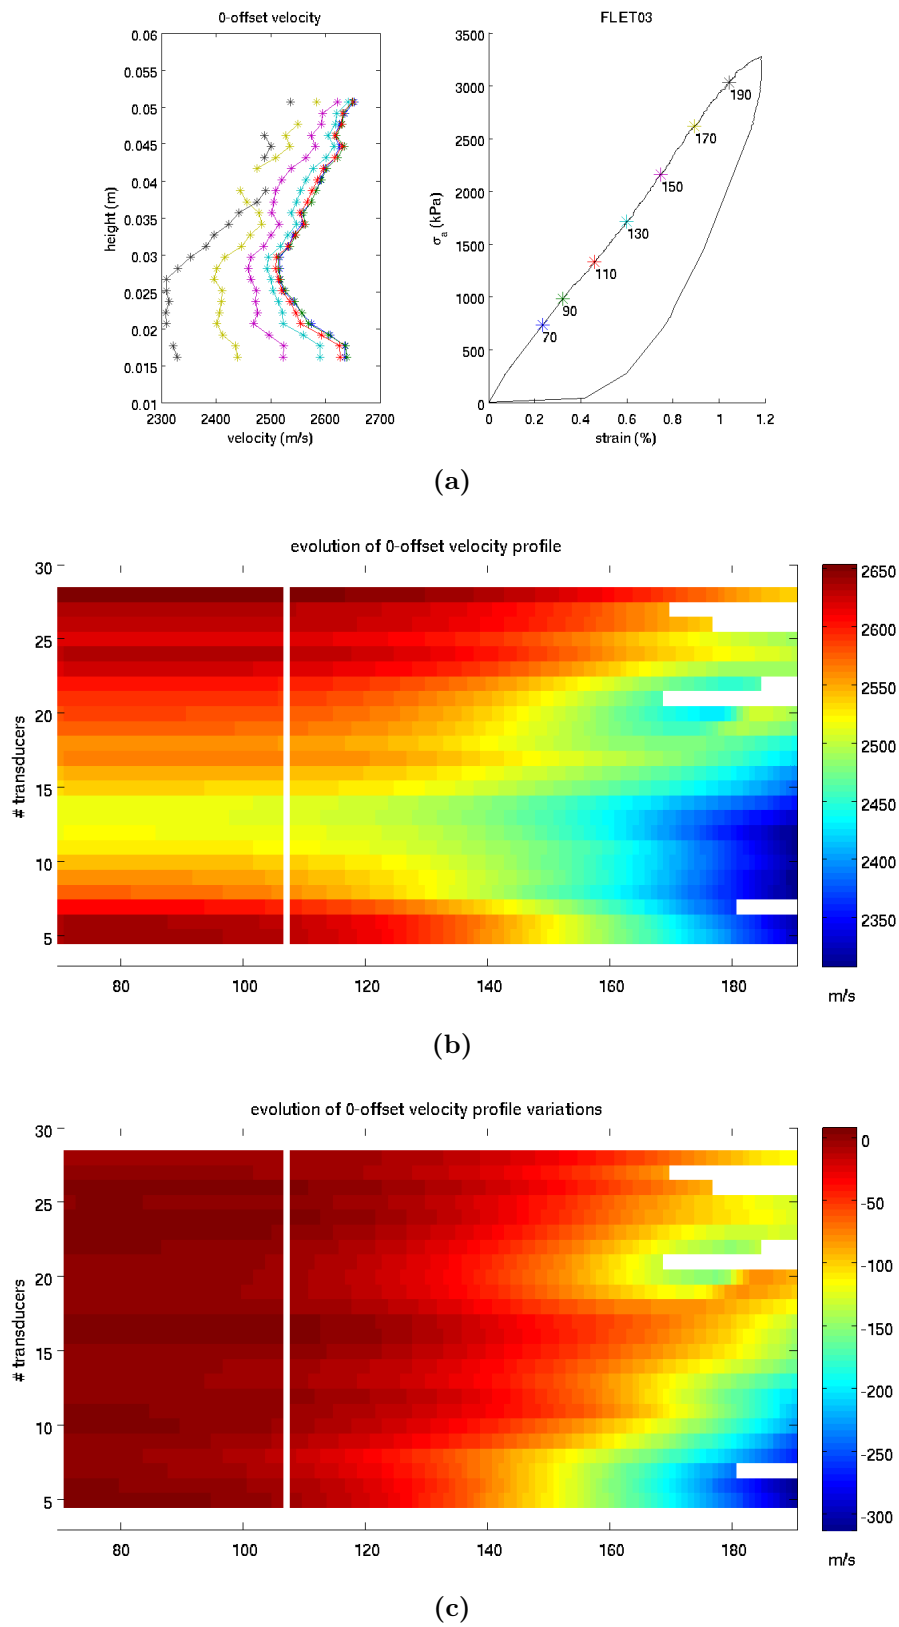 0-offset velocity
0.06
0.055
0.05
0.045
0.04
0.035
0.03
0.025
0.02
0.015
0.01
height (m)
2300 2400 2500 2600 2700
velocity (m/s)
FLET03
3500
3000
2500
2000
1500
1000
500
0
σa (kPa)
190
170
150
130
110
90
70
0 0.2 0.4 0.6 0.8 1 1.2
strain (%)
(a)
evolution of 0-offset velocity profile
30
25
20
15
10
5
# transducers
80 100 120 140 160 180
2650
2600
2550
2500
2450
2400
2350
m/s
(b)
evolution of 0-offset velocity profile variations
30
25
20
15
10
5
# transducers
80 100 120 140 160 180
0
-50
-100
-150
-200
-250
-300
m/s
(c)